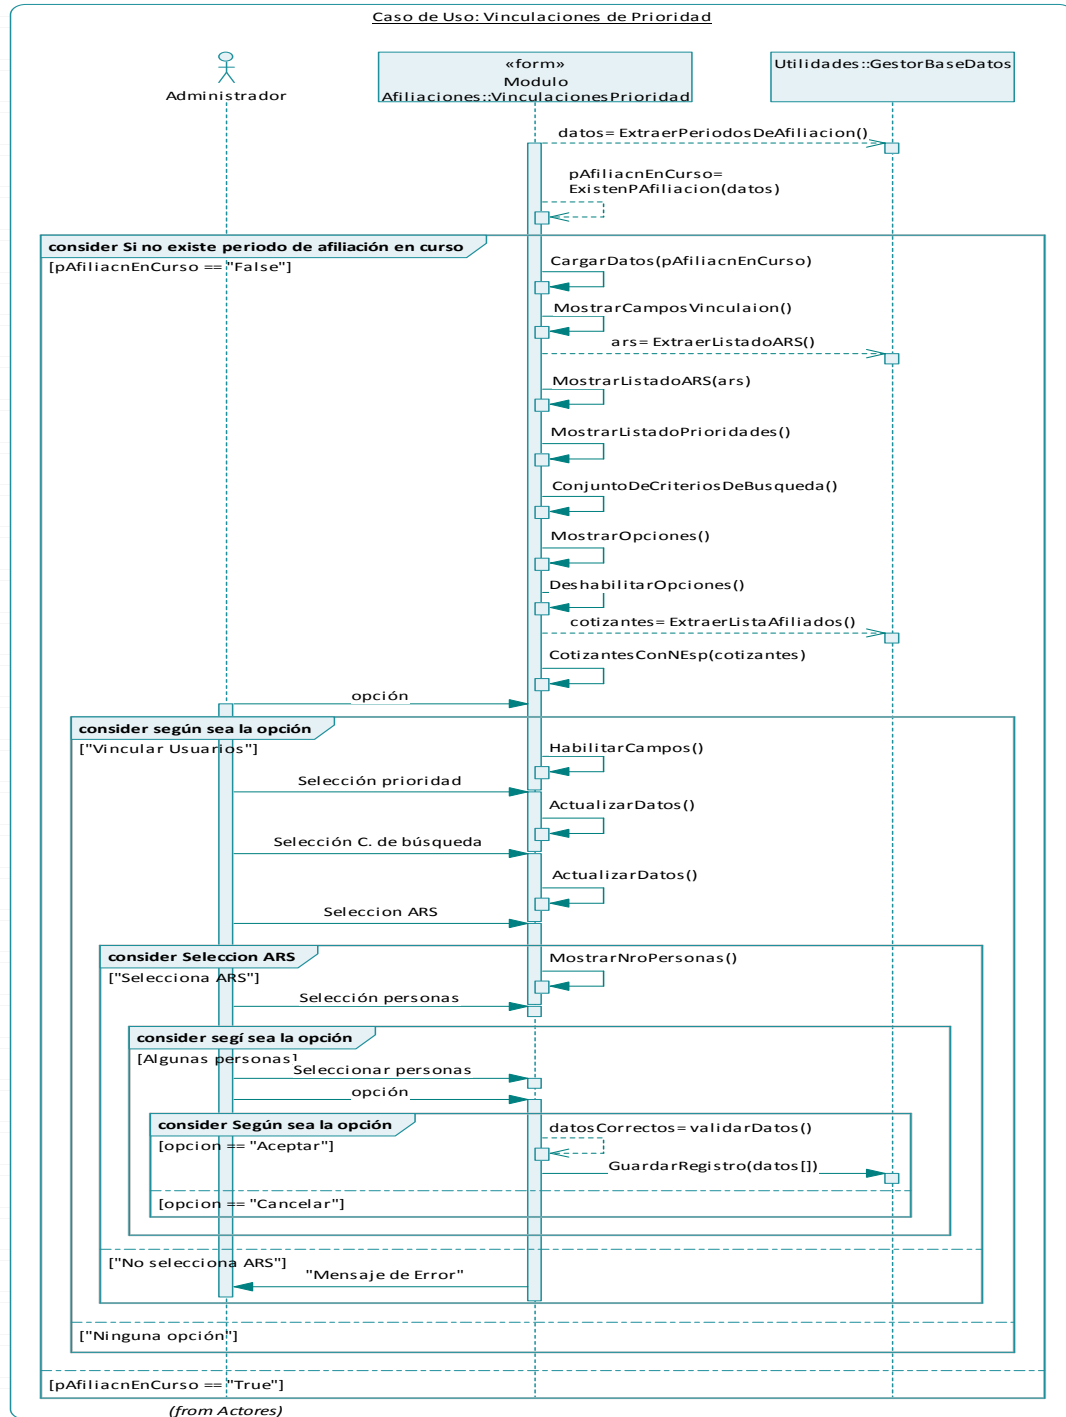 Caso de Uso: Vinculaciones de Prioridad
Administrador
«form»
Modulo
Afiliaciones::VinculacionesPrioridad
Utilidades::GestorBaseDatos
datos= ExtraerPeriodosDeAfiliacion()
pAfiliacnEnCurso=
ExistenPAfiliacion(datos)
consider Si no existe periodo de afiliación en curso
[pAfiliacnEnCurso == "False"]
CargarDatos(pAfiliacnEnCurso)
MostrarCamposVinculaion()
ars= ExtraerListadoARS()
MostrarListadoARS(ars)
MostrarListadoPrioridades()
ConjuntoDeCriteriosDeBusqueda()
MostrarOpciones()
DeshabilitarOpciones()
cotizantes= ExtraerListaAfiliados()
CotizantesConNEsp(cotizantes)
opción
consider según sea la opción
["Vincular Usuarios"]
HabilitarCampos()
Selección prioridad
ActualizarDatos()
Selección C. de búsqueda
ActualizarDatos()
Seleccion ARS
consider Seleccion ARS
["Selecciona ARS"]
MostrarNroPersonas()
Selección personas
consider segí sea la opción
[Algunas personas]
Seleccionar personas
opción
consider Según sea la opción
[opcion == "Aceptar"]
datosCorrectos= validarDatos()
GuardarRegistro(datos[])
[opcion == "Cancelar"]
["No selecciona ARS"]
"Mensaje de Error"
["Ninguna opción"]
[pAfiliacnEnCurso == "True"]
(from Actores)